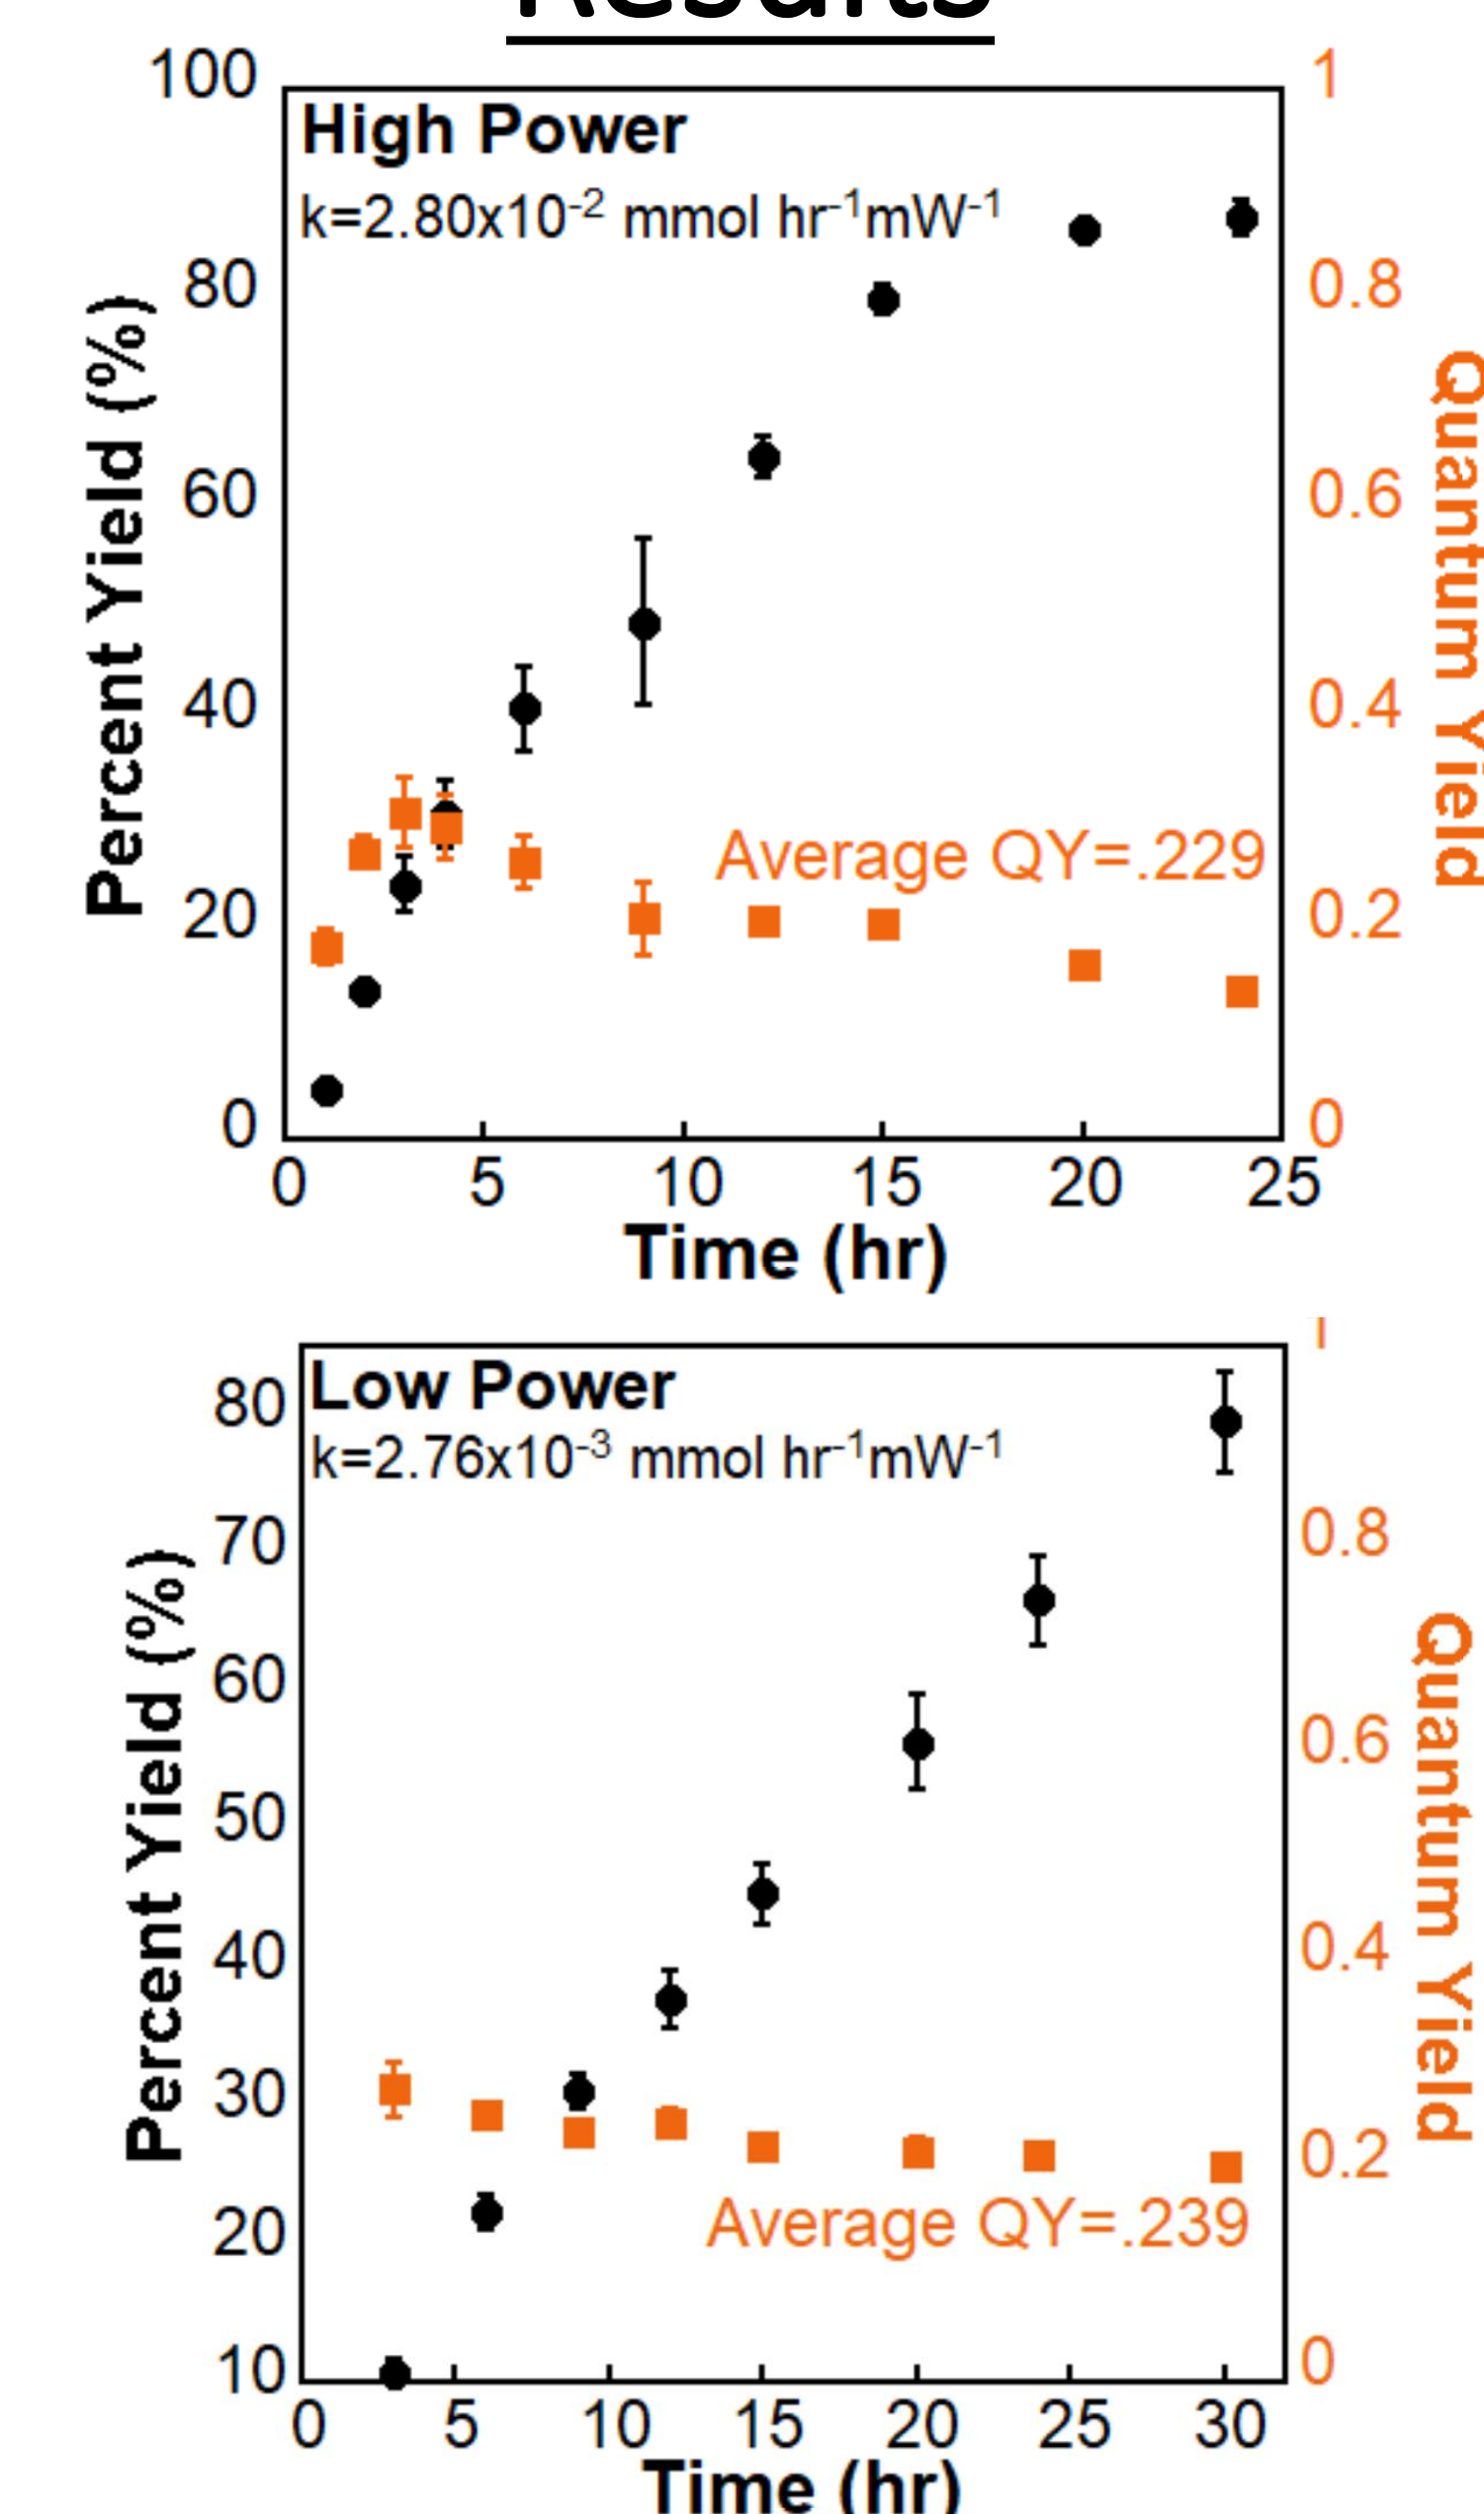 Results
100
1
High Power
k=2.80x10⁻² mmol hr⁻¹mW⁻¹
80
0.8
Percent Yield (%)
Quantum Yield
60
0.6
40
0.4
Average QY=.229
20
0.2
0
0
0 5 10 15 20 25
Time (hr)
1
Low Power
80
k=2.76x10⁻³ mmol hr⁻¹mW⁻¹
70
0.8
Percent Yield (%)
Quantum Yield
60
0.6
50
40
0.4
30
0.2
Average QY=.239
20
10
0
0 5 10 15 20 25 30
Time (hr)